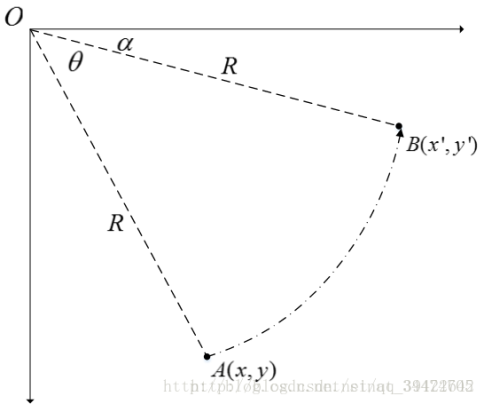 O
α
θ
R
B(x',y')
R
A(x,y)